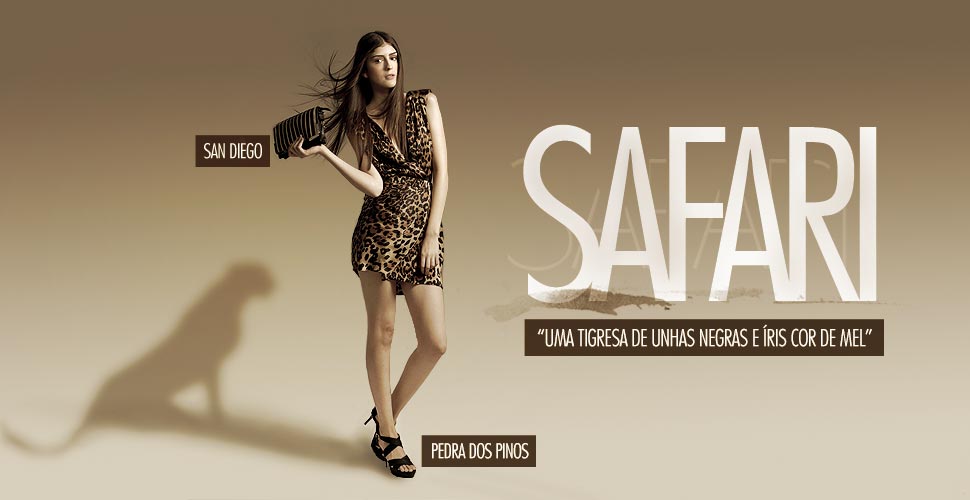 SAN DIEGO
SAFARI
“UMA TIGRESA DE UNHAS NEGRAS E ÍRIS COR DE MEL”
PEDRA DOS PINOS